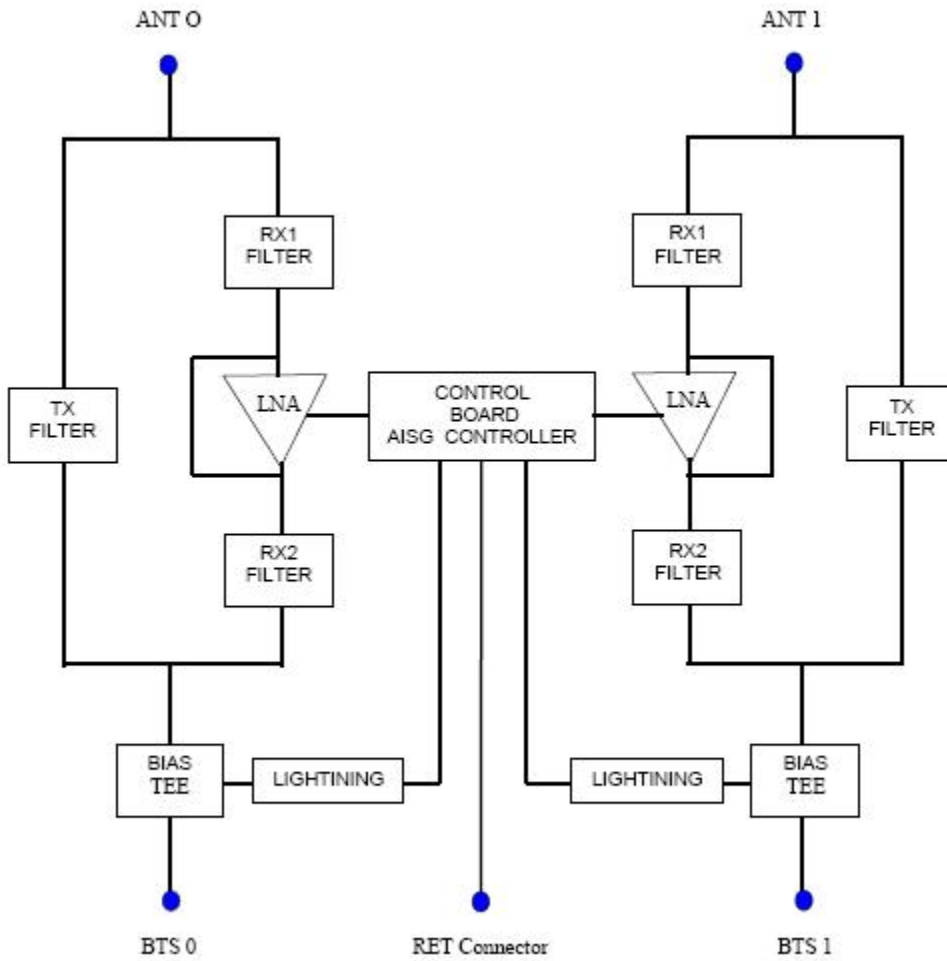 ANT O
ANT 1
RX1
FILTER
RX1
FILTER
TX
FILTER
LNA
CONTROL
BOARD
AISG CONTROLLER
LNA
TX
FILTER
RX2
FILTER
RX2
FILTER
BIAS
TEE
LIGHTINING
LIGHTINING
BIAS
TEE
BTS 0
RET Connector
BTS 1